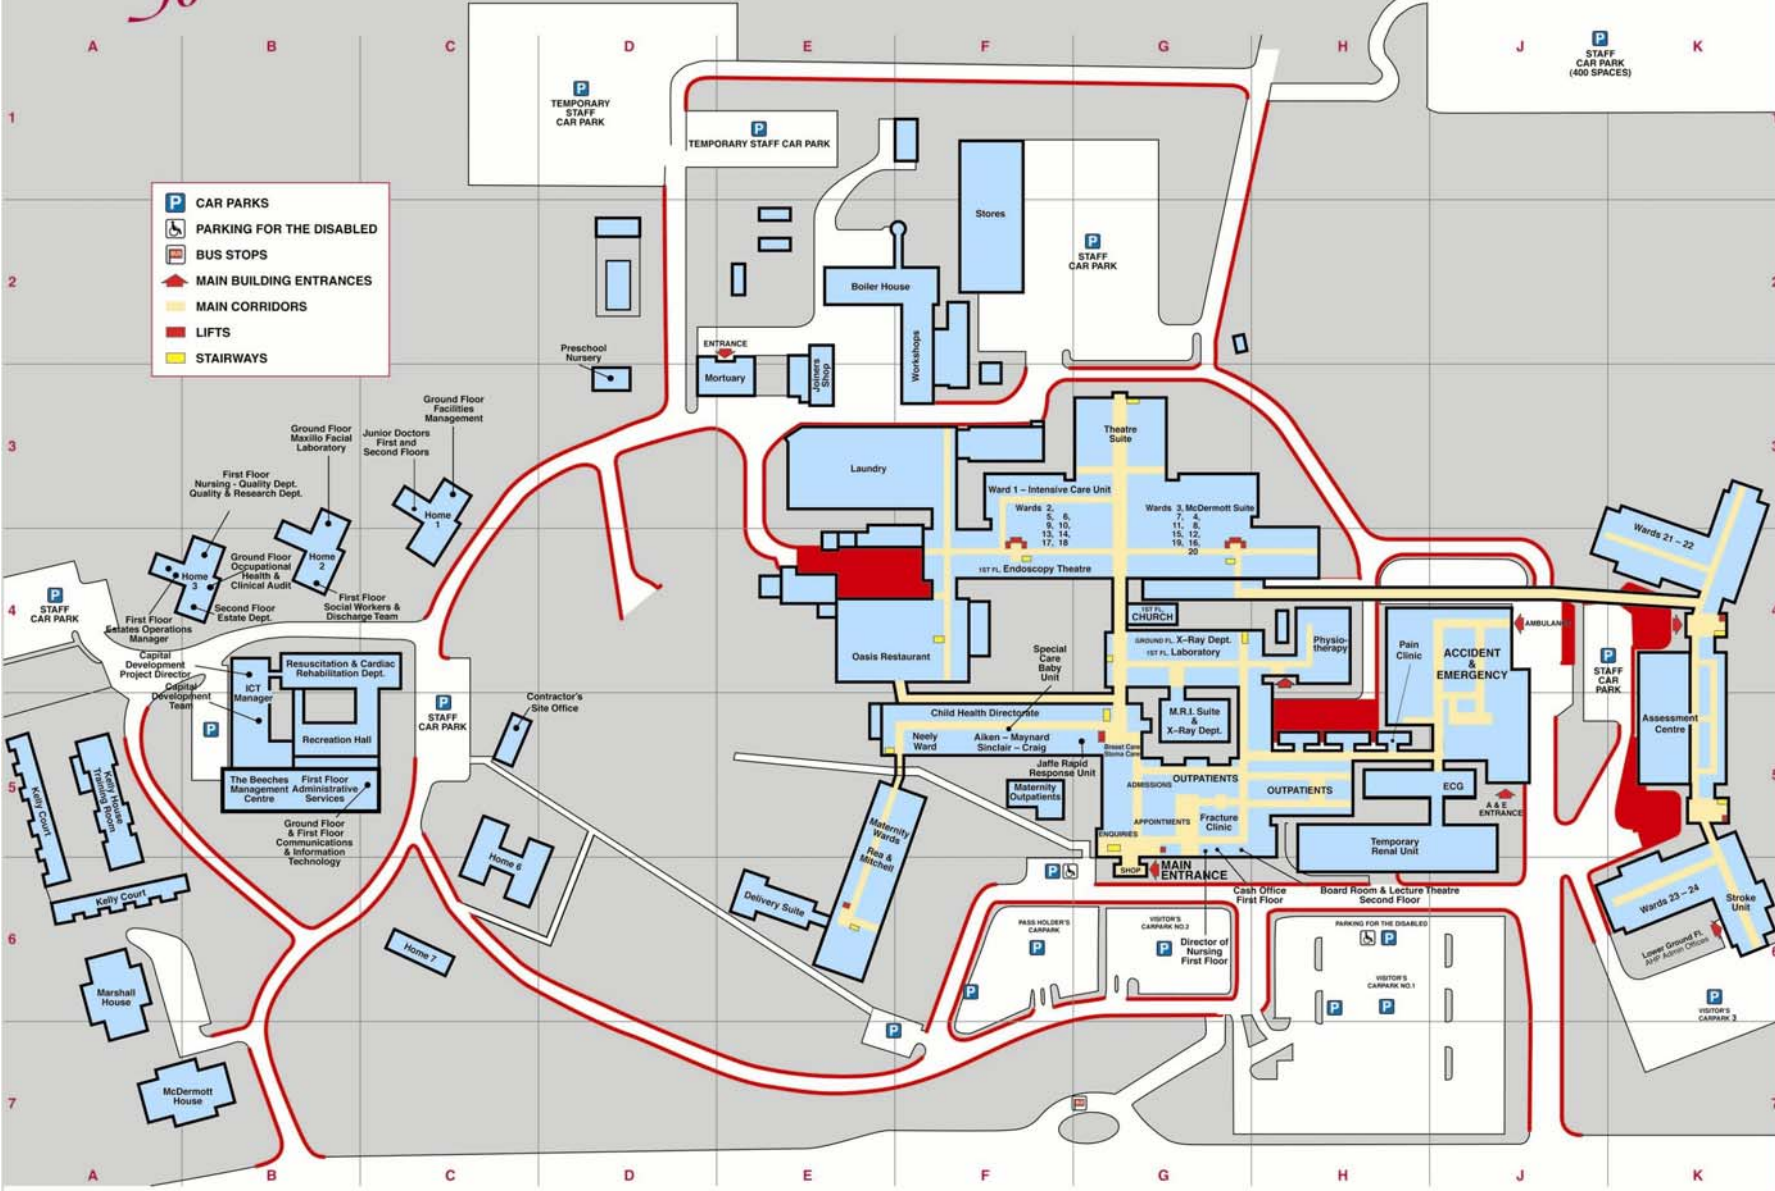 A B C D E F G H J K
1
2
3
4
5
6
7
STAFF
CAR PARK
(400 SPACES)
TEMPORARY
STAFF
CAR PARK
TEMPORARY STAFF CAR PARK
CAR PARKS
PARKING FOR THE DISABLED
BUS STOPS
MAIN BUILDING ENTRANCES
MAIN CORRIDORS
LIFTS
STAIRWAYS
Stores
STAFF
CAR PARK
Boiler House
Workshops
Preschool
Nursery
ENTRANCE
Mortuary
Joiners
Shop
Ground Floor
Facilities
Management
Junior Doctors
First and
Second Floors
Ground Floor
Maxillo Facial
Laboratory
First Floor
Nursing - Quality Dept.
Quality & Research Dept.
Home
1
Home
2
Home
3
Ground Floor
Occupational
Health &
Clinical Audit
First Floor
Social Workers &
Discharge Team
Second Floor
Estate Dept.
First Floor
Estates Operations
Manager
STAFF
CAR PARK
Capital
Development
Project Director
Capital
Development
Team
ICT
Manager
Resuscitation & Cardiac
Rehabilitation Dept.
Recreation Hall
The Beeches
Management
Centre
First Floor
Administrative
Services
Ground Floor
& First Floor
Communications
& Information
Technology
STAFF
CAR PARK
Contractor's
Site Office
Kelly Court
Kelly House
Training Room
Kelly Court
Marshall
House
McDermott
House
Home 6
Home 7
Laundry
Theatre
Suite
Ward 1 – Intensive Care Unit
Wards 2,
5, 6,
9, 10,
13, 14,
17, 18
Wards 3, McDermott Suite
7, 4,
11, 8,
15, 12,
19, 16,
20
1ST FL. Endoscopy Theatre
Oasis Restaurant
1ST FL.
CHURCH
GROUND FL. X–Ray Dept.
1ST FL. Laboratory
Physio-
therapy
Special
Care
Baby
Unit
Child Health Directorate
Neely
Ward
Aiken – Maynard
Sinclair – Craig
Jaffe Rapid
Response Unit
Breast Care
Stoma Care
M.R.I. Suite
&
X–Ray Dept.
Pain
Clinic
ACCIDENT
&
EMERGENCY
AMBULANCE
STAFF
CAR
PARK
Wards 21 – 22
Assessment
Centre
Maternity
Outpatients
OUTPATIENTS
ADMISSIONS
OUTPATIENTS
APPOINTMENTS
Fracture
Clinic
ENQUIRIES
SHOP
MAIN
ENTRANCE
ECG
A & E
ENTRANCE
Temporary
Renal Unit
Maternity
Wards
Rea &
Mitchell
Delivery Suite
Cash Office
First Floor
Board Room & Lecture Theatre
Second Floor
Director of
Nursing
First Floor
PASS HOLDER'S
CARPARK
VISITOR'S
CARPARK NO.2
PARKING FOR THE DISABLED
VISITOR'S
CARPARK NO.1
Wards 23 – 24
Stroke
Unit
Lower Ground Fl.
AHP Admin Offices
VISITOR'S
CARPARK 3
A B C D E F G H J K